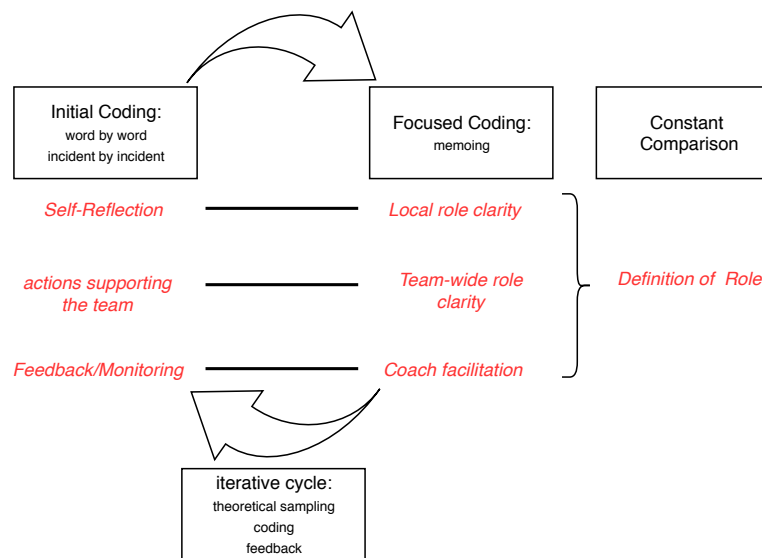 Initial Coding:
word by word
incident by incident
Focused Coding:
memoing
Constant
Comparison
Self-Reflection
Local role clarity
actions supporting
the team
Team-wide role
clarity
Definition of Role
Feedback/Monitoring
Coach facilitation
iterative cycle:
theoretical sampling
coding
feedback